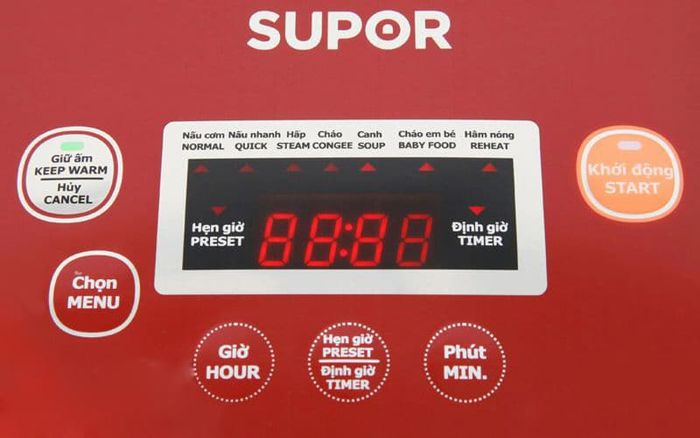 SUPOR
Nấu cơm Nấu nhanh Hấp Cháo Canh Cháo em bé Hâm nóng
NORMAL QUICK STEAM CONGEE SOUP BABY FOOD REHEAT
Giữ ấm
KEEP WARM
Hủy
CANCEL
Khởi động
START
Hẹn giờ
PRESET
88:88
Định giờ
TIMER
Chọn
MENU
Giờ
HOUR
Hẹn giờ
PRESET
Định giờ
TIMER
Phút
MIN.